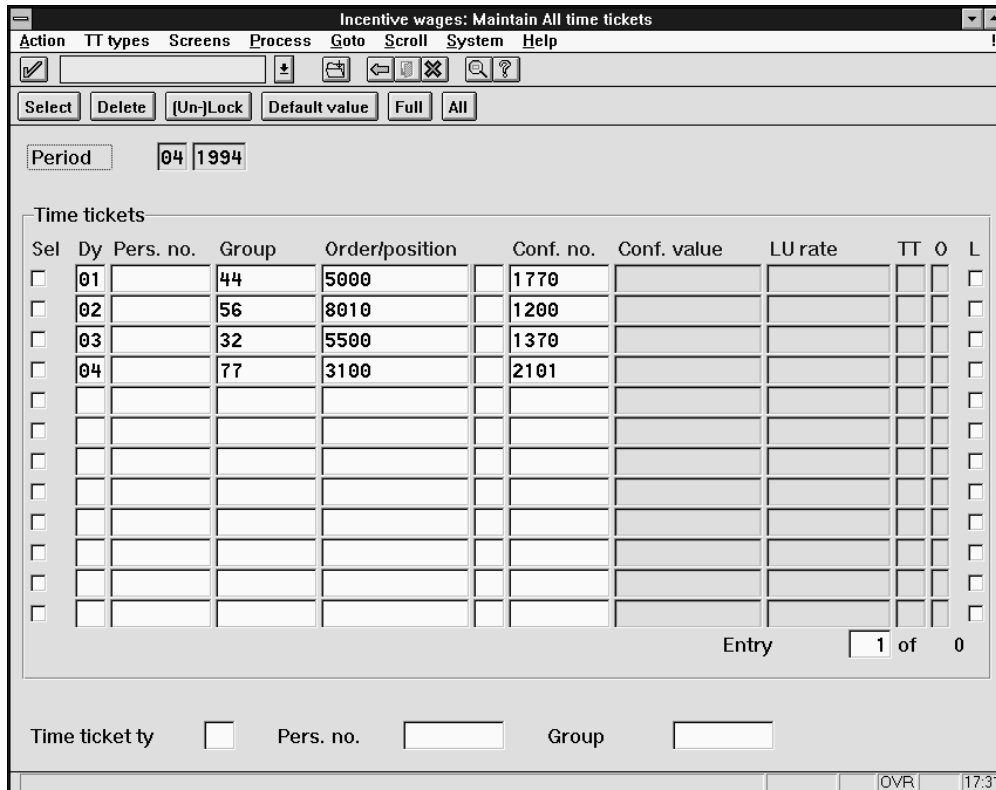 Incentive wages: Maintain All time tickets
Action TT types Screens Process Goto Scroll System Help
Select Delete (Un-)Lock Default value Full All
Period 04 1994
Time tickets
Sel Dy Pers. no. Group Order/position Conf. no. Conf. value LU rate TT O L
01 44 5000 1770
02 56 8010 1200
03 32 5500 1370
04 77 3100 2101
Entry 1 of 0
Time ticket ty Pers. no. Group
OVR